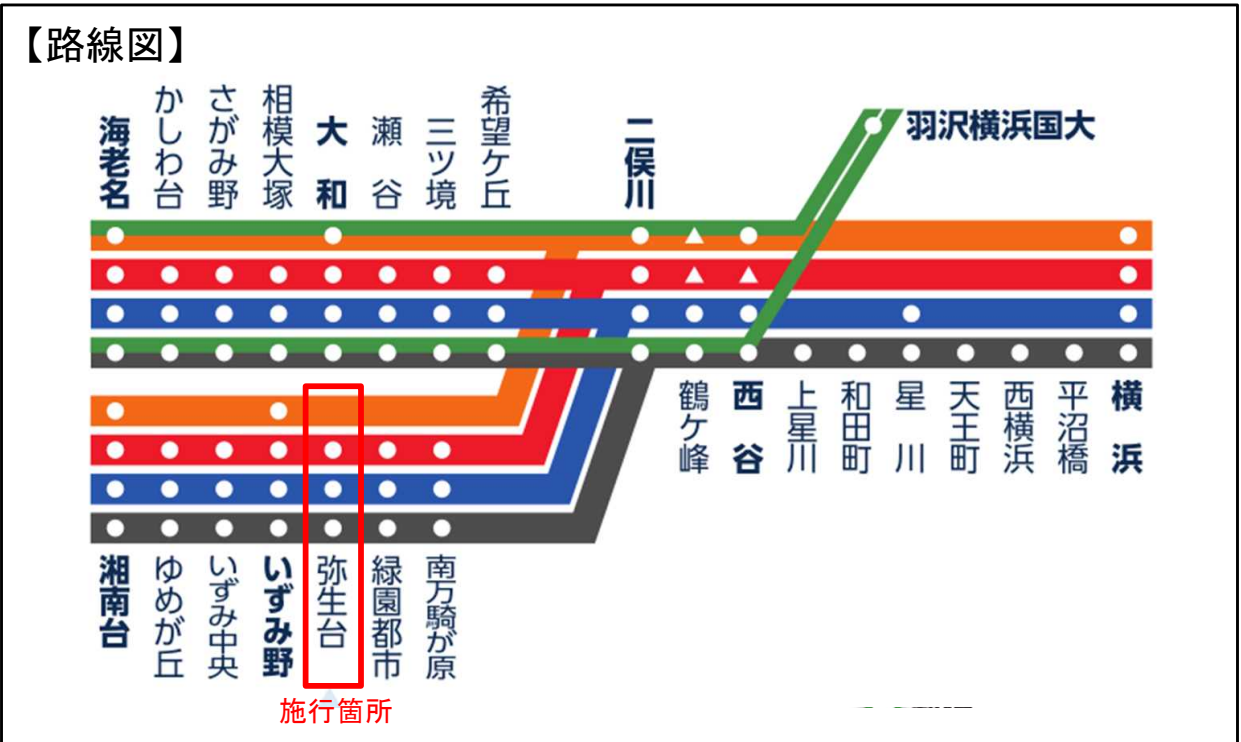 【路線図】
海老名
かしわ台
さがみ野
相模大塚
大和
瀬谷
三ツ境
希望ケ丘
二俣川
羽沢横浜国大
鶴ケ峰
西谷
上星川
和田町
星川
天王町
西横浜
平沼橋
横浜
湘南台
ゆめが丘
いずみ中央
いずみ野
弥生台
緑園都市
南万騎が原
施行箇所